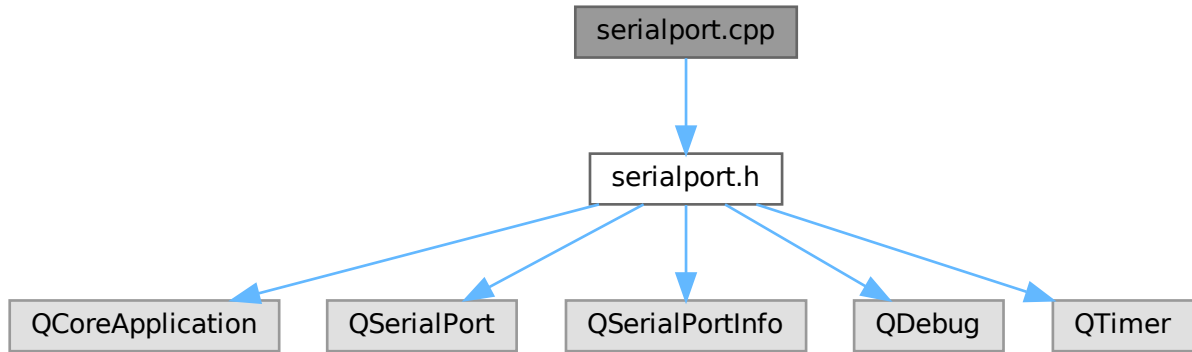 serialport.cpp
serialport.h
QCoreApplication
QSerialPort
QSerialPortInfo
QDebug
QTimer